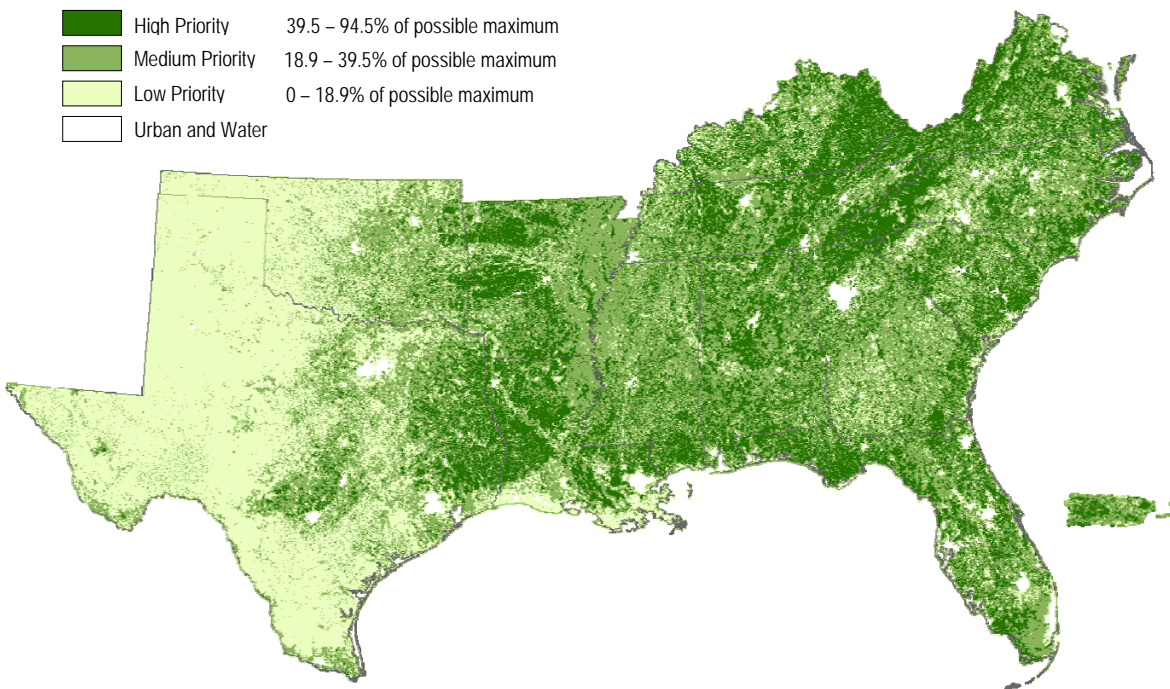 High Priority 39.5 – 94.5% of possible maximum
Medium Priority 18.9 – 39.5% of possible maximum
Low Priority 0 – 18.9% of possible maximum
Urban and Water